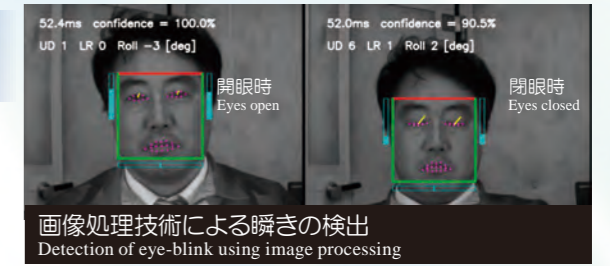 52.4ms confidence = 100.0%
UD 1 LR 0 Roll -3 [deg]
開眼時
Eyes open
52.0ms confidence = 90.5%
UD 6 LR 1 Roll 2 [deg]
閉眼時
Eyes closed
画像処理技術による瞬きの検出
Detection of eye-blink using image processing